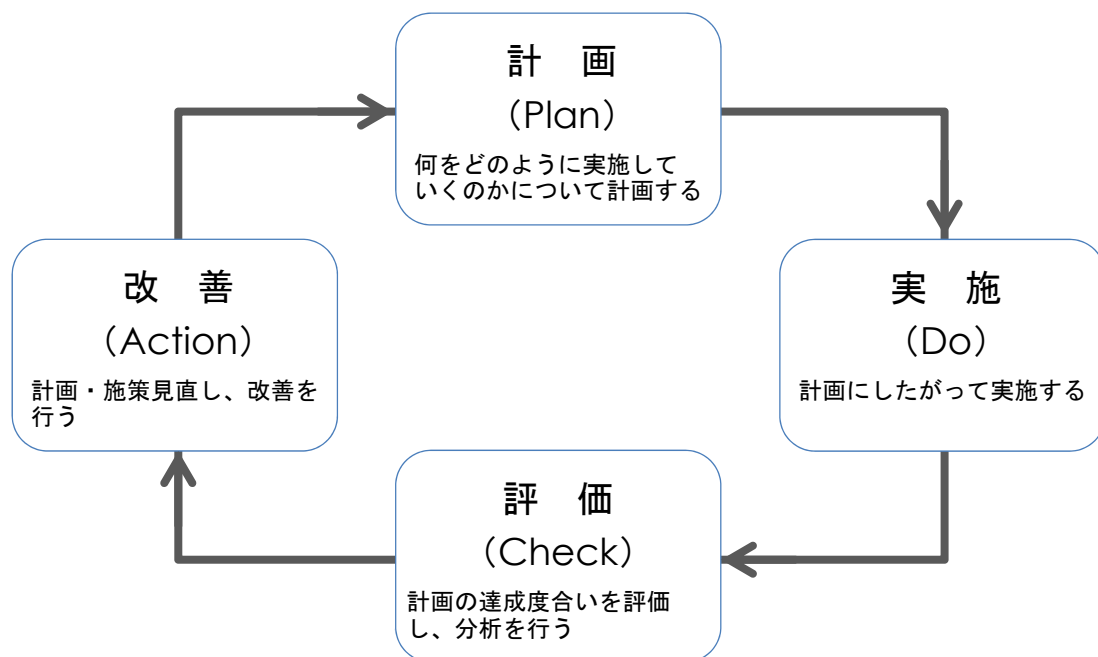 計　画
（Plan）
何をどのように実施して
いくのかについて計画する
改　善
（Action）
計画・施策見直し、改善を
行う
実　施
（Do）
計画にしたがって実施する
評　価
（Check）
計画の達成度合いを評価
し、分析を行う